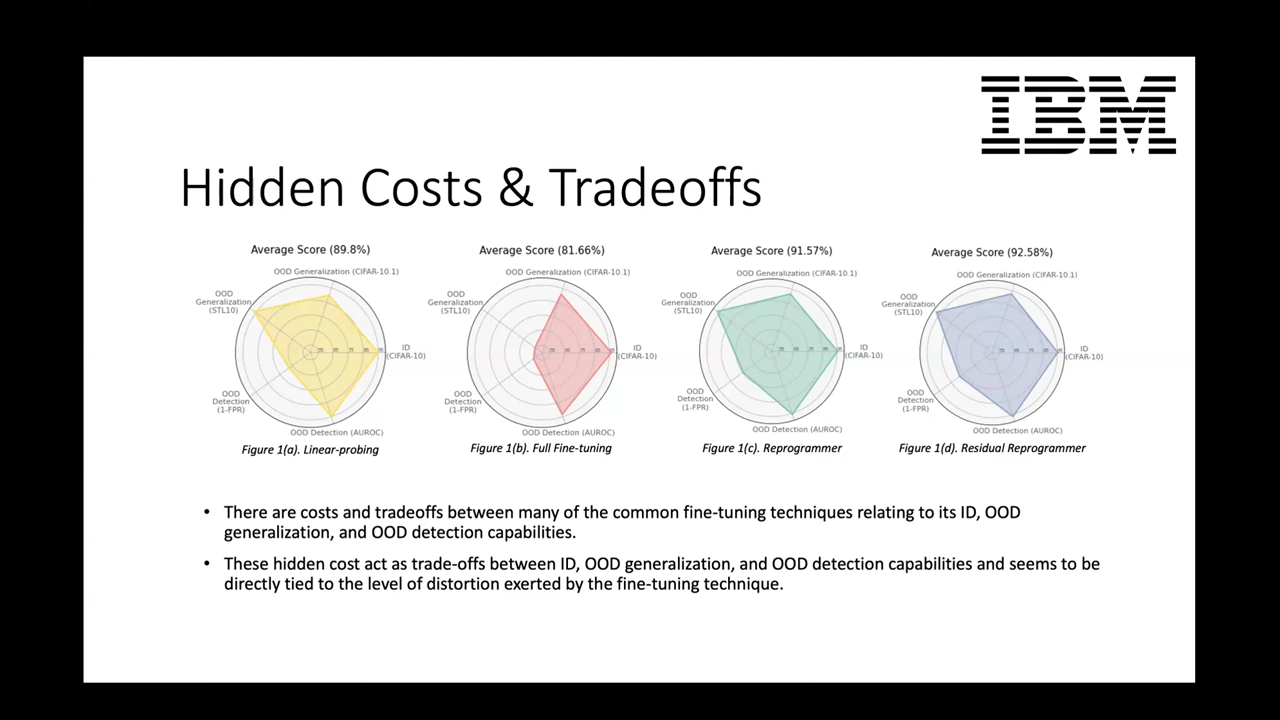 IBM
Hidden Costs & Tradeoffs
Average Score (89.8%)
OOD Generalization (CIFAR-10.1)
OOD
Generalization
(STL10)
ID
(CIFAR-10)
OOD
Detection
(1-FPR)
OOD Detection (AUROC)
Figure 1(a). Linear-probing
Average Score (81.66%)
OOD Generalization (CIFAR-10.1)
OOD
Generalization
(STL10)
ID
(CIFAR-10)
OOD
Detection
(1-FPR)
OOD Detection (AUROC)
Figure 1(b). Full Fine-tuning
Average Score (91.57%)
OOD Generalization (CIFAR-10.1)
OOD
Generalization
(STL10)
ID
(CIFAR-10)
OOD
Detection
(1-FPR)
OOD Detection (AUROC)
Figure 1(c). Reprogrammer
Average Score (92.58%)
OOD Generalization (CIFAR-10 1)
OOD
Generalization
(STL10)
ID
(CIFAR-10)
OOD
Detection
(1-FPR)
OOD Detection (AUROC)
Figure 1(d). Residual Reprogrammer
• There are costs and tradeoffs between many of the common fine-tuning techniques relating to its ID, OOD
generalization, and OOD detection capabilities.
• These hidden cost act as trade-offs between ID, OOD generalization, and OOD detection capabilities and seems to be
directly tied to the level of distortion exerted by the fine-tuning technique.